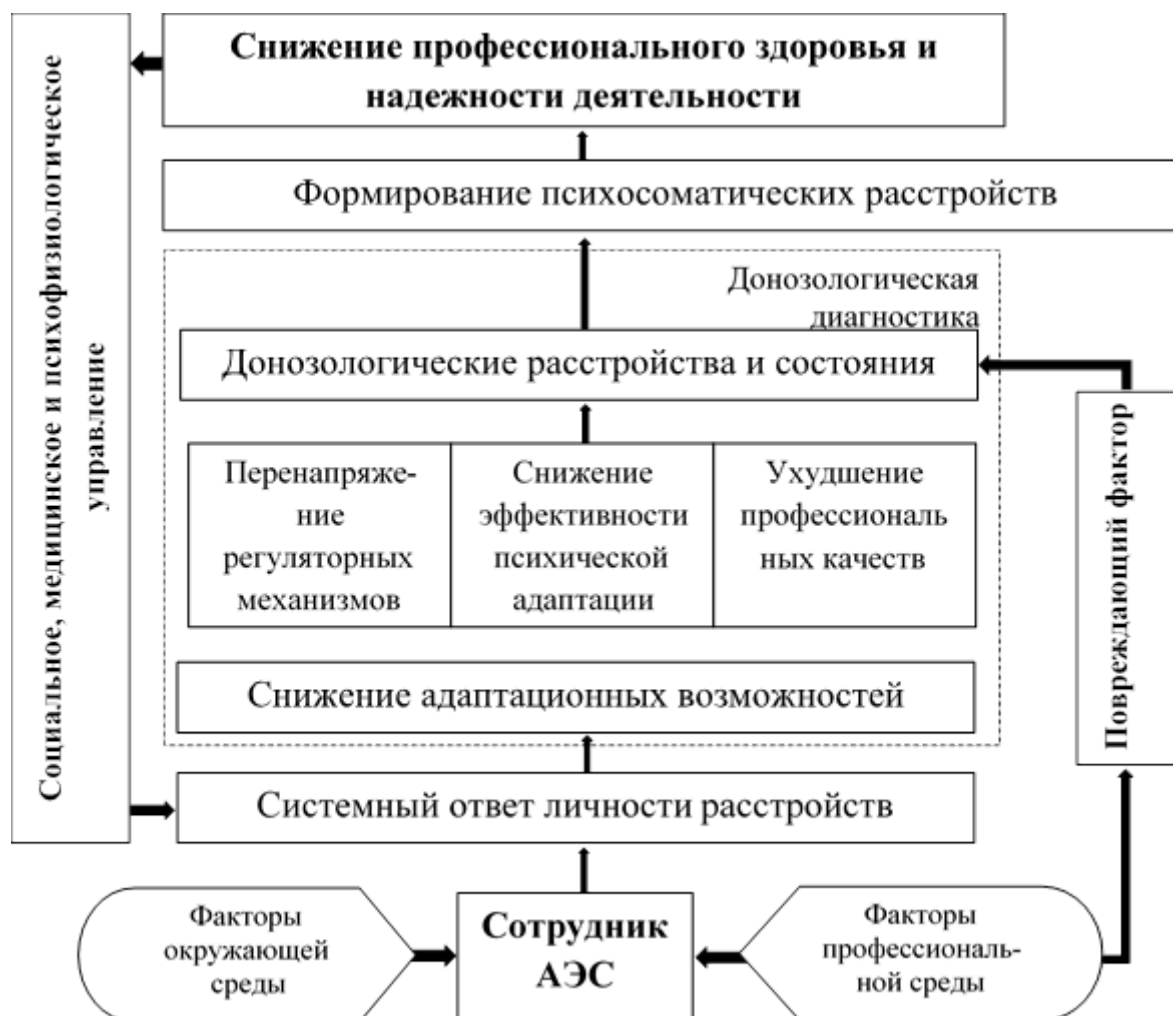 Социальное, медицинское и психофизиологическое
управление
Снижение профессионального здоровья и
надежности деятельности
Формирование психосоматических расстройств
Донозологическая
диагностика
Донозологические расстройства и состояния
Перенапряже-
ние
регуляторных
механизмов
Снижение
эффективности
психической
адаптации
Ухудшение
профессиональ
ных качеств
Снижение адаптационных возможностей
Системный ответ личности расстройств
Повреждающий фактор
Факторы
окружающей
среды
Сотрудник
АЭС
Факторы
профессиональ-
ной среды